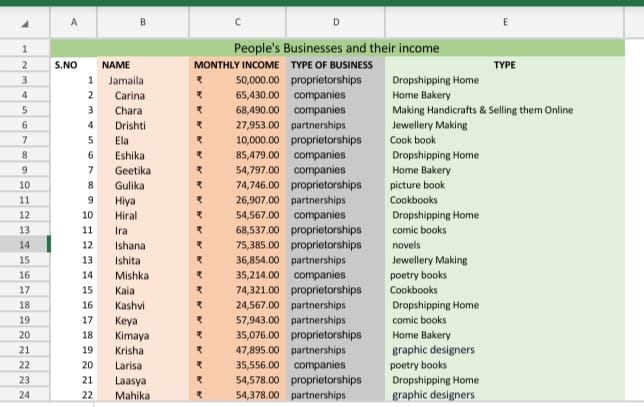 A B C D E
1 People's Businesses and their income
2 S.NO NAME MONTHLY INCOME TYPE OF BUSINESS TYPE
3 1 Jamaila ₹ 50,000.00 proprietorships Dropshipping Home
4 2 Carina ₹ 65,430.00 companies Home Bakery
5 3 Chara ₹ 68,490.00 companies Making Handicrafts & Selling them Online
6 4 Drishti ₹ 27,953.00 partnerships Jewellery Making
7 5 Ela ₹ 10,000.00 proprietorships Cook book
8 6 Eshika ₹ 85,479.00 companies Dropshipping Home
9 7 Geetika ₹ 54,797.00 companies Home Bakery
10 8 Gulika ₹ 74,746.00 proprietorships picture book
11 9 Hiya ₹ 26,907.00 partnerships Cookbooks
12 10 Hiral ₹ 54,567.00 companies Dropshipping Home
13 11 Ira ₹ 68,537.00 proprietorships comic books
14 12 Ishana ₹ 75,385.00 proprietorships novels
15 13 Ishita ₹ 36,854.00 partnerships Jewellery Making
16 14 Mishka ₹ 35,214.00 companies poetry books
17 15 Kaia ₹ 74,321.00 proprietorships Cookbooks
18 16 Kashvi ₹ 24,567.00 partnerships Dropshipping Home
19 17 Keya ₹ 57,943.00 partnerships comic books
20 18 Kimaya ₹ 35,076.00 proprietorships Home Bakery
21 19 Krisha ₹ 47,895.00 partnerships graphic designers
22 20 Larisa ₹ 35,556.00 companies poetry books
23 21 Laasya ₹ 54,578.00 proprietorships Dropshipping Home
24 22 Mahika ₹ 54,378.00 partnerships graphic designers